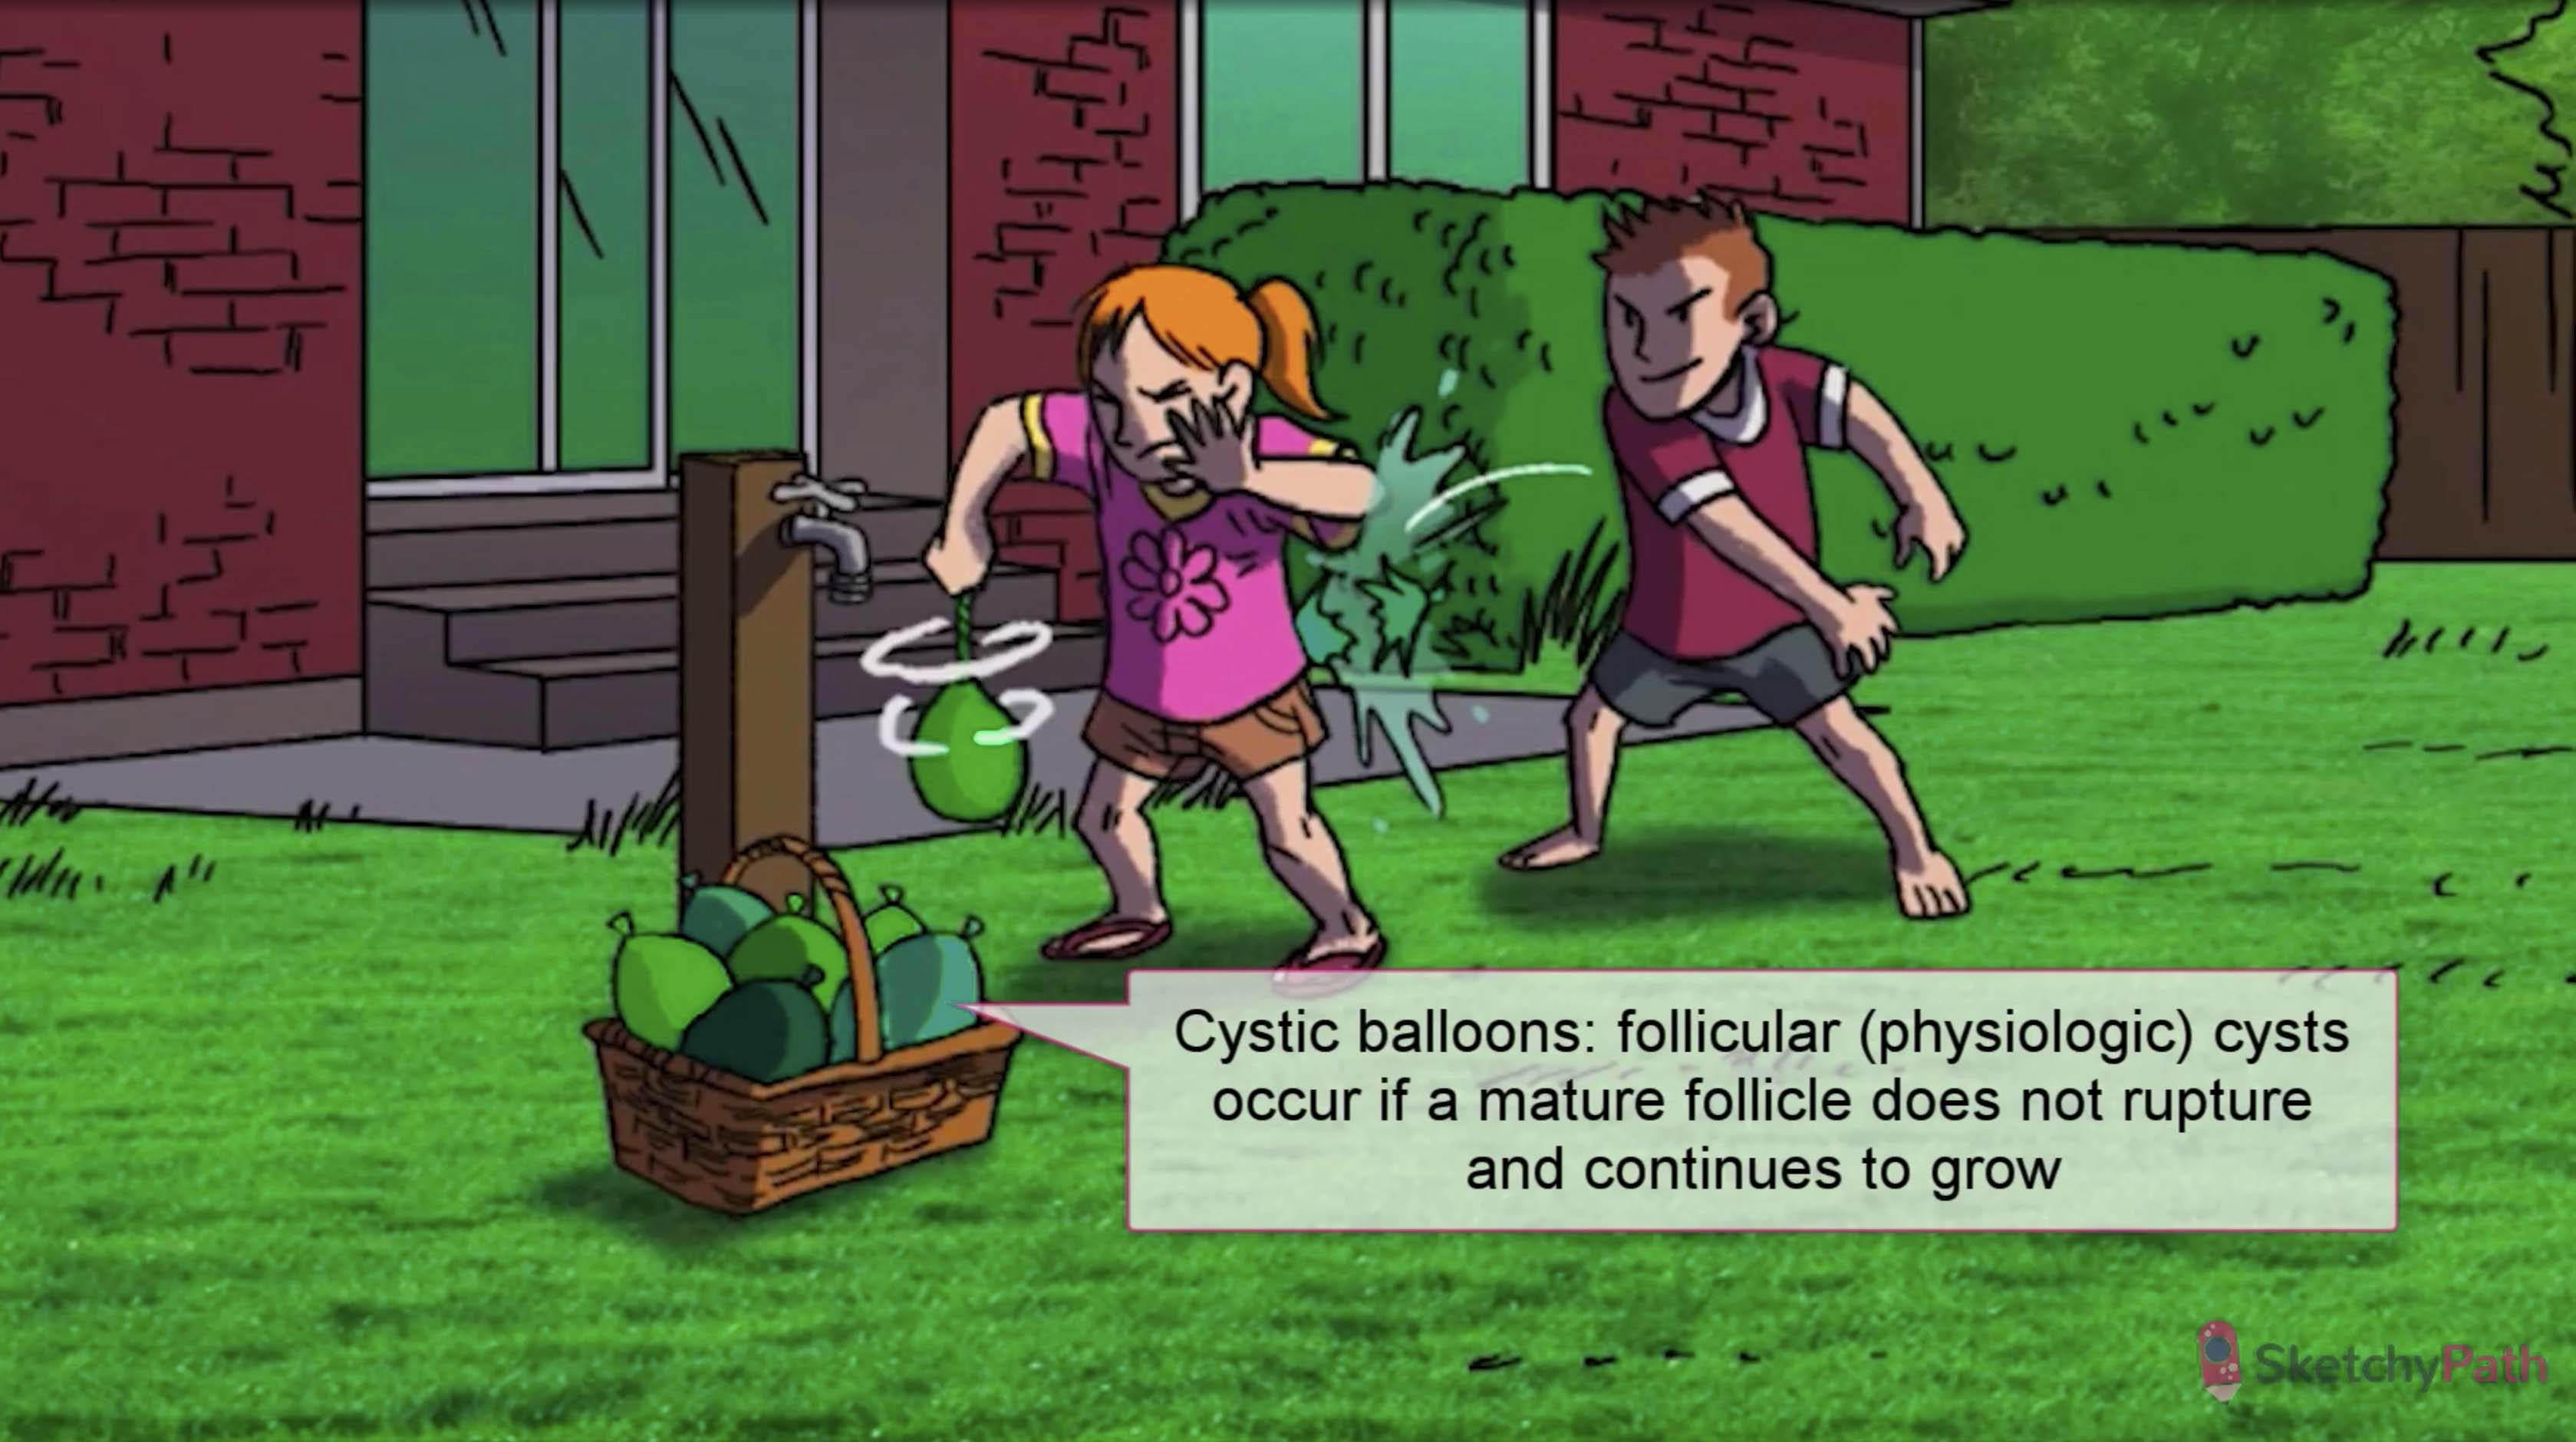 Cystic balloons: follicular (physiologic) cysts
occur if a mature follicle does not rupture
and continues to grow
SketchyPath